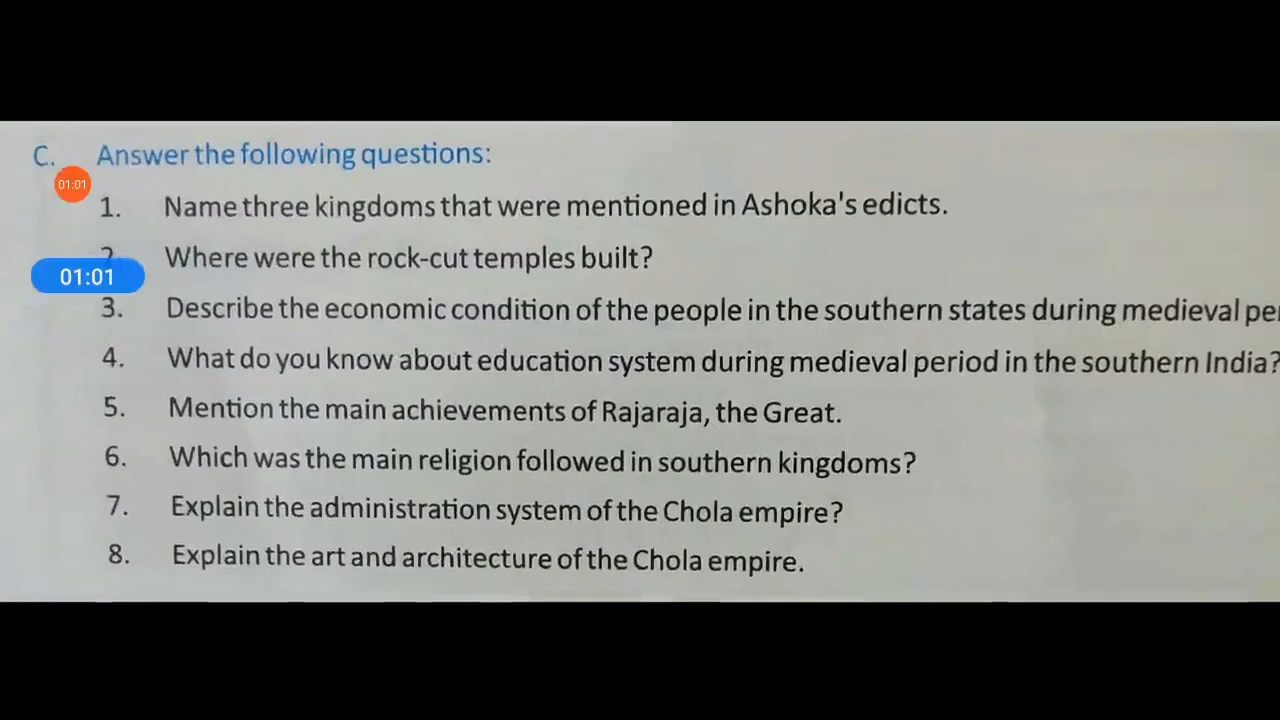 C. Answer the following questions:
01:01
1. Name three kingdoms that were mentioned in Ashoka's edicts.
2. Where were the rock-cut temples built?
01:01
3. Describe the economic condition of the people in the southern states during medieval pe
4. What do you know about education system during medieval period in the southern India?
5. Mention the main achievements of Rajaraja, the Great.
6. Which was the main religion followed in southern kingdoms?
7. Explain the administration system of the Chola empire?
8. Explain the art and architecture of the Chola empire.